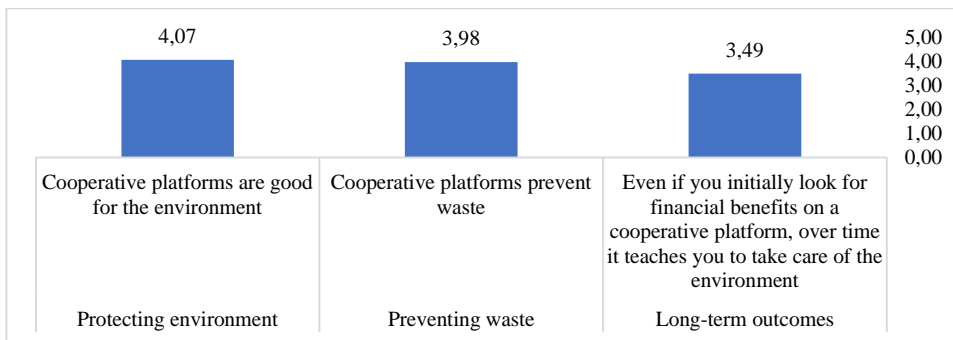 4,07
3,98
3,49
5,00
4,00
3,00
2,00
1,00
0,00
Cooperative platforms are good
for the environment
Cooperative platforms prevent
waste
Even if you initially look for
financial benefits on a
cooperative platform, over time
it teaches you to take care of the
environment
Protecting environment
Preventing waste
Long-term outcomes